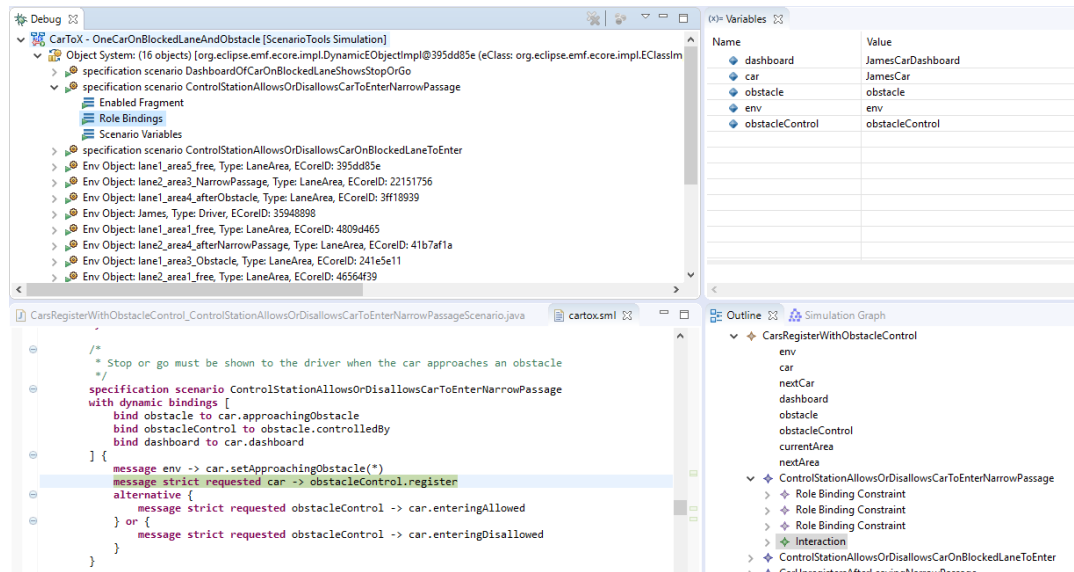 Debug
CarToX - OneCarOnBlockedLaneAndObstacle [ScenarioTools Simulation]
Object System: (16 objects) [org.eclipse.emf.ecore.impl.DynamicEObjectImpl@395dd85e (eClass: org.eclipse.emf.ecore.impl.EClassIm
specification scenario DashboardOfCarOnBlockedLaneShowsStopOrGo
specification scenario ControlStationAllowsOrDisallowsCarToEnterNarrowPassage
Enabled Fragment
Role Bindings
Scenario Variables
specification scenario ControlStationAllowsOrDisallowsCarOnBlockedLaneToEnter
Env Object: lane1_area5_free, Type: LaneArea, ECoreID: 395dd85e
Env Object: lane2_area3_NarrowPassage, Type: LaneArea, ECoreID: 22151756
Env Object: lane1_area4_afterObstacle, Type: LaneArea, ECoreID: 3ff18939
Env Object: James, Type: Driver, ECoreID: 35948898
Env Object: lane1_area1_free, Type: LaneArea, ECoreID: 4809d465
Env Object: lane2_area4_afterNarrowPassage, Type: LaneArea, ECoreID: 41b7af1a
Env Object: lane1_area3_Obstacle, Type: LaneArea, ECoreID: 241e5e11
Env Object: lane2_area1_free, Type: LaneArea, ECoreID: 46564f39
(x)= Variables
Name Value
dashboard JamesCarDashboard
car JamesCar
obstacle obstacle
env env
obstacleControl obstacleControl
CarsRegisterWithObstacleControl_ControlStationAllowsOrDisallowsCarToEnterNarrowPassageScenario.java
cartox.sml
/*
* Stop or go must be shown to the driver when the car approaches an obstacle
*/
specification scenario ControlStationAllowsOrDisallowsCarToEnterNarrowPassage
with dynamic bindings [
bind obstacle to car.approachingObstacle
bind obstacleControl to obstacle.controlledBy
bind dashboard to car.dashboard
] {
message env -> car.setApproachingObstacle(*)
message strict requested car -> obstacleControl.register
alternative {
message strict requested obstacleControl -> car.enteringAllowed
} or {
message strict requested obstacleControl -> car.enteringDisallowed
}
}
Outline
Simulation Graph
CarsRegisterWithObstacleControl
env
car
nextCar
dashboard
obstacle
obstacleControl
currentArea
nextArea
ControlStationAllowsOrDisallowsCarToEnterNarrowPassage
Role Binding Constraint
Role Binding Constraint
Role Binding Constraint
Interaction
ControlStationAllowsOrDisallowsCarOnBlockedLaneToEnter